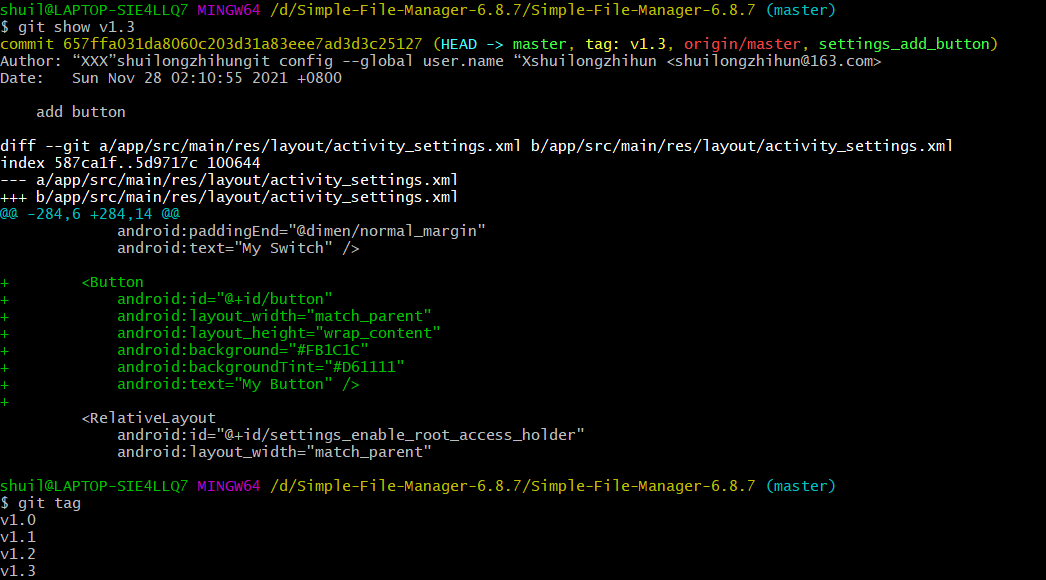 shuil@LAPTOP-SIE4LLQ7 MINGW64 /d/Simple-File-Manager-6.8.7/Simple-File-Manager-6.8.7 (master)
$ git show v1.3
commit 657ffa031da8060c203d31a83eee7ad3d3c25127 (HEAD -> master, tag: v1.3, origin/master, settings_add_button)
Author: “XXX”shuilongzhihungit config --global user.name “Xshuilongzhihun <shuilongzhihun@163.com>
Date:   Sun Nov 28 02:10:55 2021 +0800
    add button
diff --git a/app/src/main/res/layout/activity_settings.xml b/app/src/main/res/layout/activity_settings.xml
index 587ca1f..5d9717c 100644
--- a/app/src/main/res/layout/activity_settings.xml
+++ b/app/src/main/res/layout/activity_settings.xml
@@ -284,6 +284,14 @@
             android:paddingEnd="@dimen/normal_margin"
             android:text="My Switch" />
+        <Button
+            android:id="@+id/button"
+            android:layout_width="match_parent"
+            android:layout_height="wrap_content"
+            android:background="#FB1C1C"
+            android:backgroundTint="#D61111"
+            android:text="My Button" />
+
         <RelativeLayout
             android:id="@+id/settings_enable_root_access_holder"
             android:layout_width="match_parent"
shuil@LAPTOP-SIE4LLQ7 MINGW64 /d/Simple-File-Manager-6.8.7/Simple-File-Manager-6.8.7 (master)
$ git tag
v1.0
v1.1
v1.2
v1.3